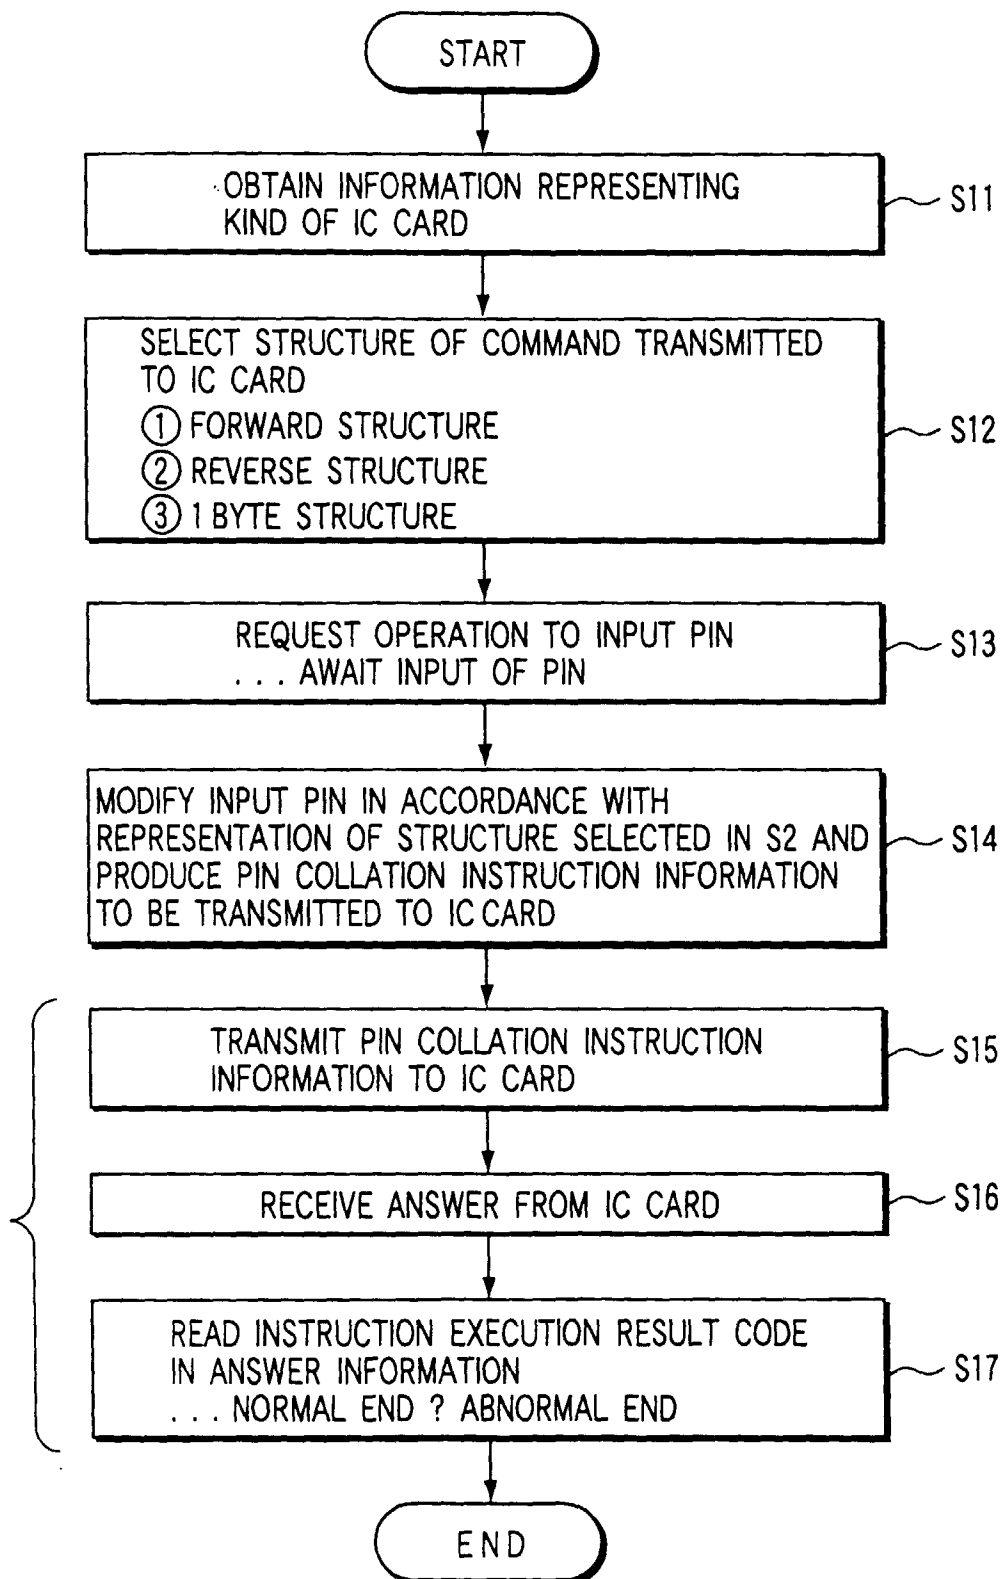 START
OBTAIN INFORMATION REPRESENTING
KIND OF IC CARD
S11
SELECT STRUCTURE OF COMMAND TRANSMITTED
TO IC CARD
① FORWARD STRUCTURE
② REVERSE STRUCTURE
③ 1 BYTE STRUCTURE
S12
REQUEST OPERATION TO INPUT PIN
... AWAIT INPUT OF PIN
S13
MODIFY INPUT PIN IN ACCORDANCE WITH
REPRESENTATION OF STRUCTURE SELECTED IN S2 AND
PRODUCE PIN COLLATION INSTRUCTION INFORMATION
TO BE TRANSMITTED TO IC CARD
S14
TRANSMIT PIN COLLATION INSTRUCTION
INFORMATION TO IC CARD
S15
RECEIVE ANSWER FROM IC CARD
S16
READ INSTRUCTION EXECUTION RESULT CODE
IN ANSWER INFORMATION
... NORMAL END ? ABNORMAL END
S17
END